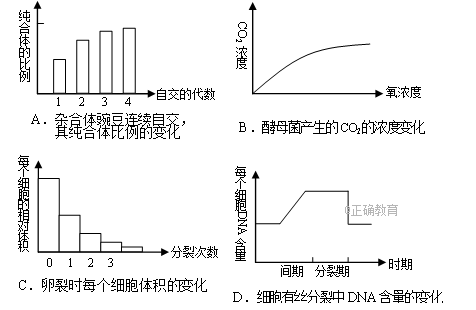 纯合体的比例
1 2 3 4
自交的代数
A．杂合体豌豆连续自交，
其纯合体比例的变化
CO₂浓度
氧浓度
B．酵母菌产生的CO₂的浓度变化
每个细胞的相对体积
0 1 2 3
分裂次数
C．卵裂时每个细胞体积的变化
每个细胞DNA含量
正确教育
间期 分裂期
时期
D．细胞有丝分裂中DNA含量的变化